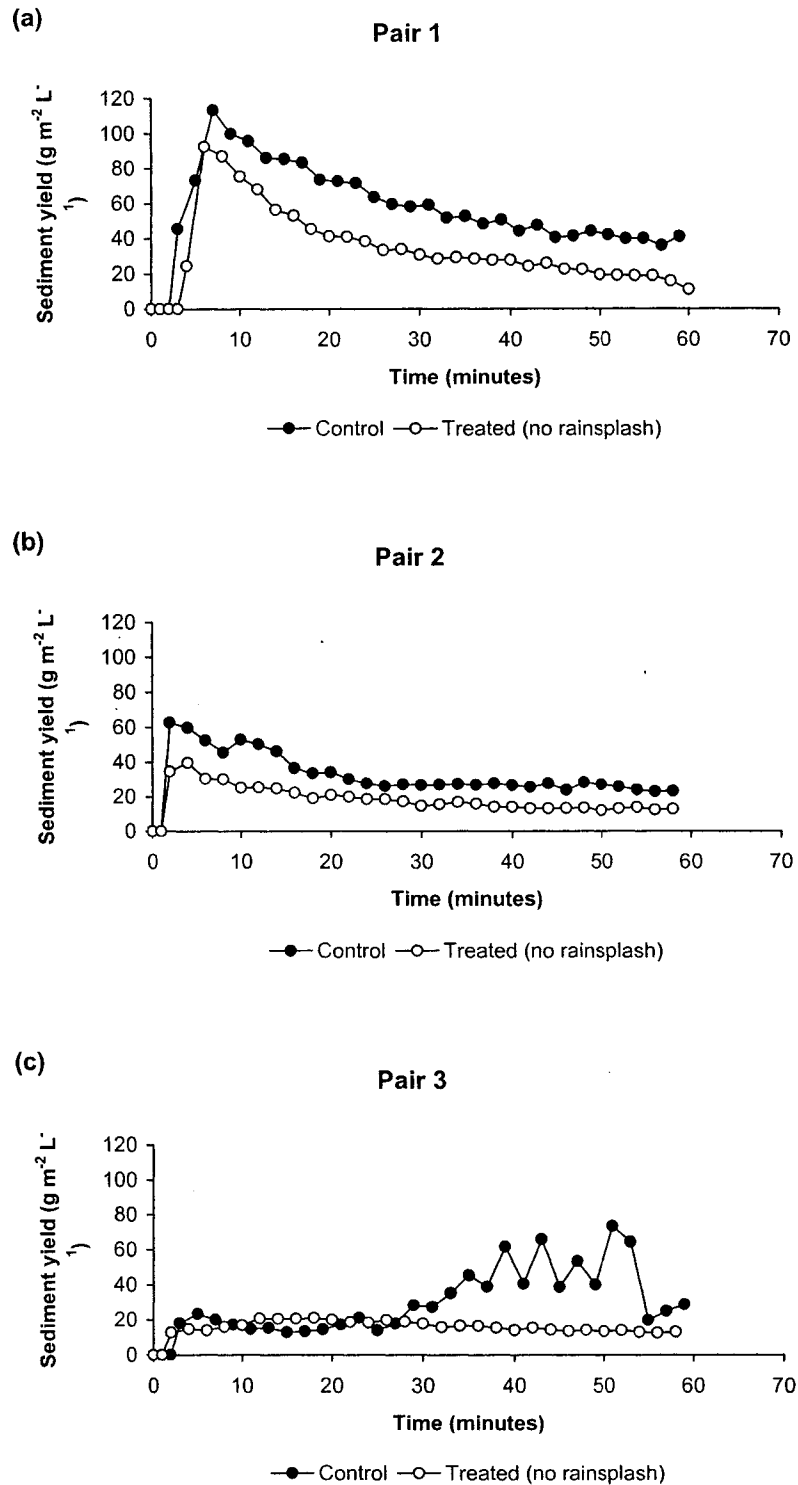 (a)
Pair 1
Sediment yield (g m-2 L-
1)
120
100
80
60
40
20
0
0 10 20 30 40 50 60 70
Time (minutes)
Control Treated (no rainsplash)
(b)
Pair 2
Sediment yield (g m-2 L-
1)
120
100
80
60
40
20
0
0 10 20 30 40 50 60 70
Time (minutes)
Control Treated (no rainsplash)
(c)
Pair 3
Sediment yield (g m-2 L-
1)
120
100
80
60
40
20
0
0 10 20 30 40 50 60 70
Time (minutes)
Control Treated (no rainsplash)